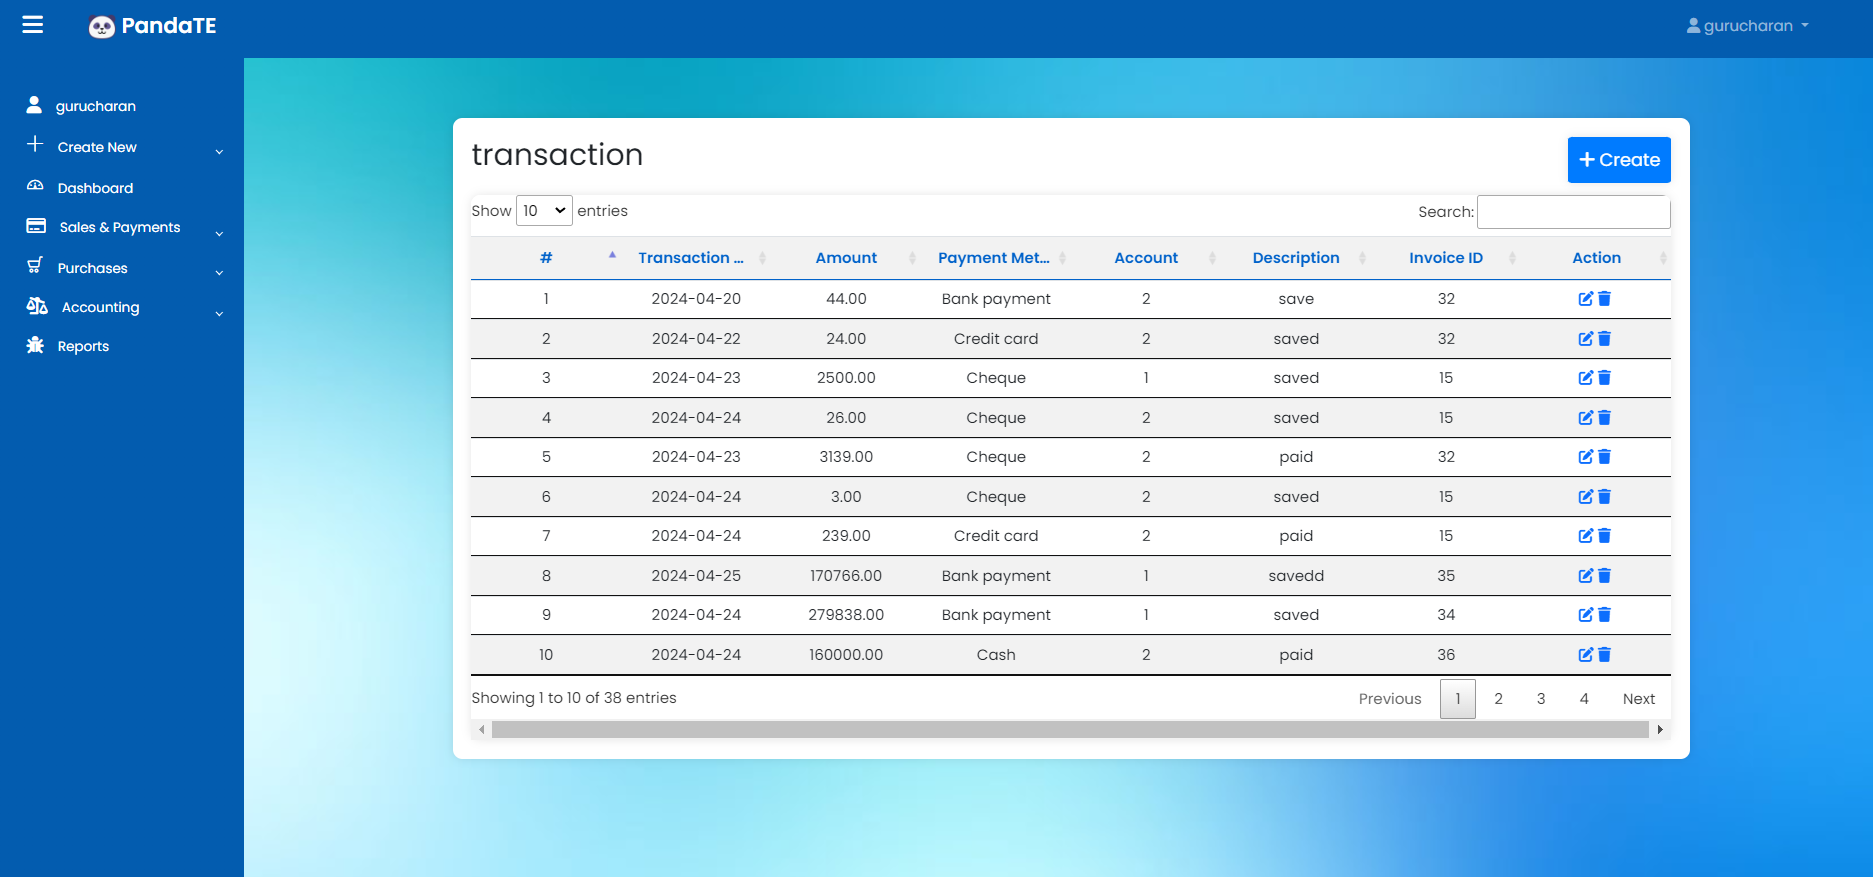 PandaTE
gurucharan
gurucharan
Create New
Dashboard
Sales & Payments
Purchases
Accounting
Reports
transaction
Create
Show 10 entries
Search:
# Transaction ... Amount Payment Met... Account Description Invoice ID Action
1 2024-04-20 44.00 Bank payment 2 save 32
2 2024-04-22 24.00 Credit card 2 saved 32
3 2024-04-23 2500.00 Cheque 1 saved 15
4 2024-04-24 26.00 Cheque 2 saved 15
5 2024-04-23 3139.00 Cheque 2 paid 32
6 2024-04-24 3.00 Cheque 2 saved 15
7 2024-04-24 239.00 Credit card 2 paid 15
8 2024-04-25 170766.00 Bank payment 1 savedd 35
9 2024-04-24 279838.00 Bank payment 1 saved 34
10 2024-04-24 160000.00 Cash 2 paid 36
Showing 1 to 10 of 38 entries
Previous 1 2 3 4 Next